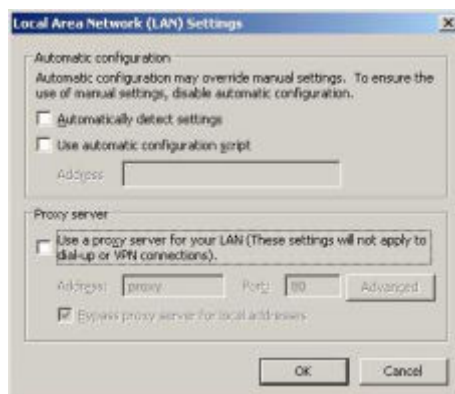 Local Area Network (LAN) Settings
Automatic configuration
Automatic configuration may override manual settings. To ensure the
use of manual settings, disable automatic configuration.
Automatically detect settings
Use automatic configuration script
Address
Proxy server
Use a proxy server for your LAN (These settings will not apply to
dial-up or VPN connections).
Address: proxy Port: 80 Advanced
Bypass proxy server for local addresses
OK Cancel